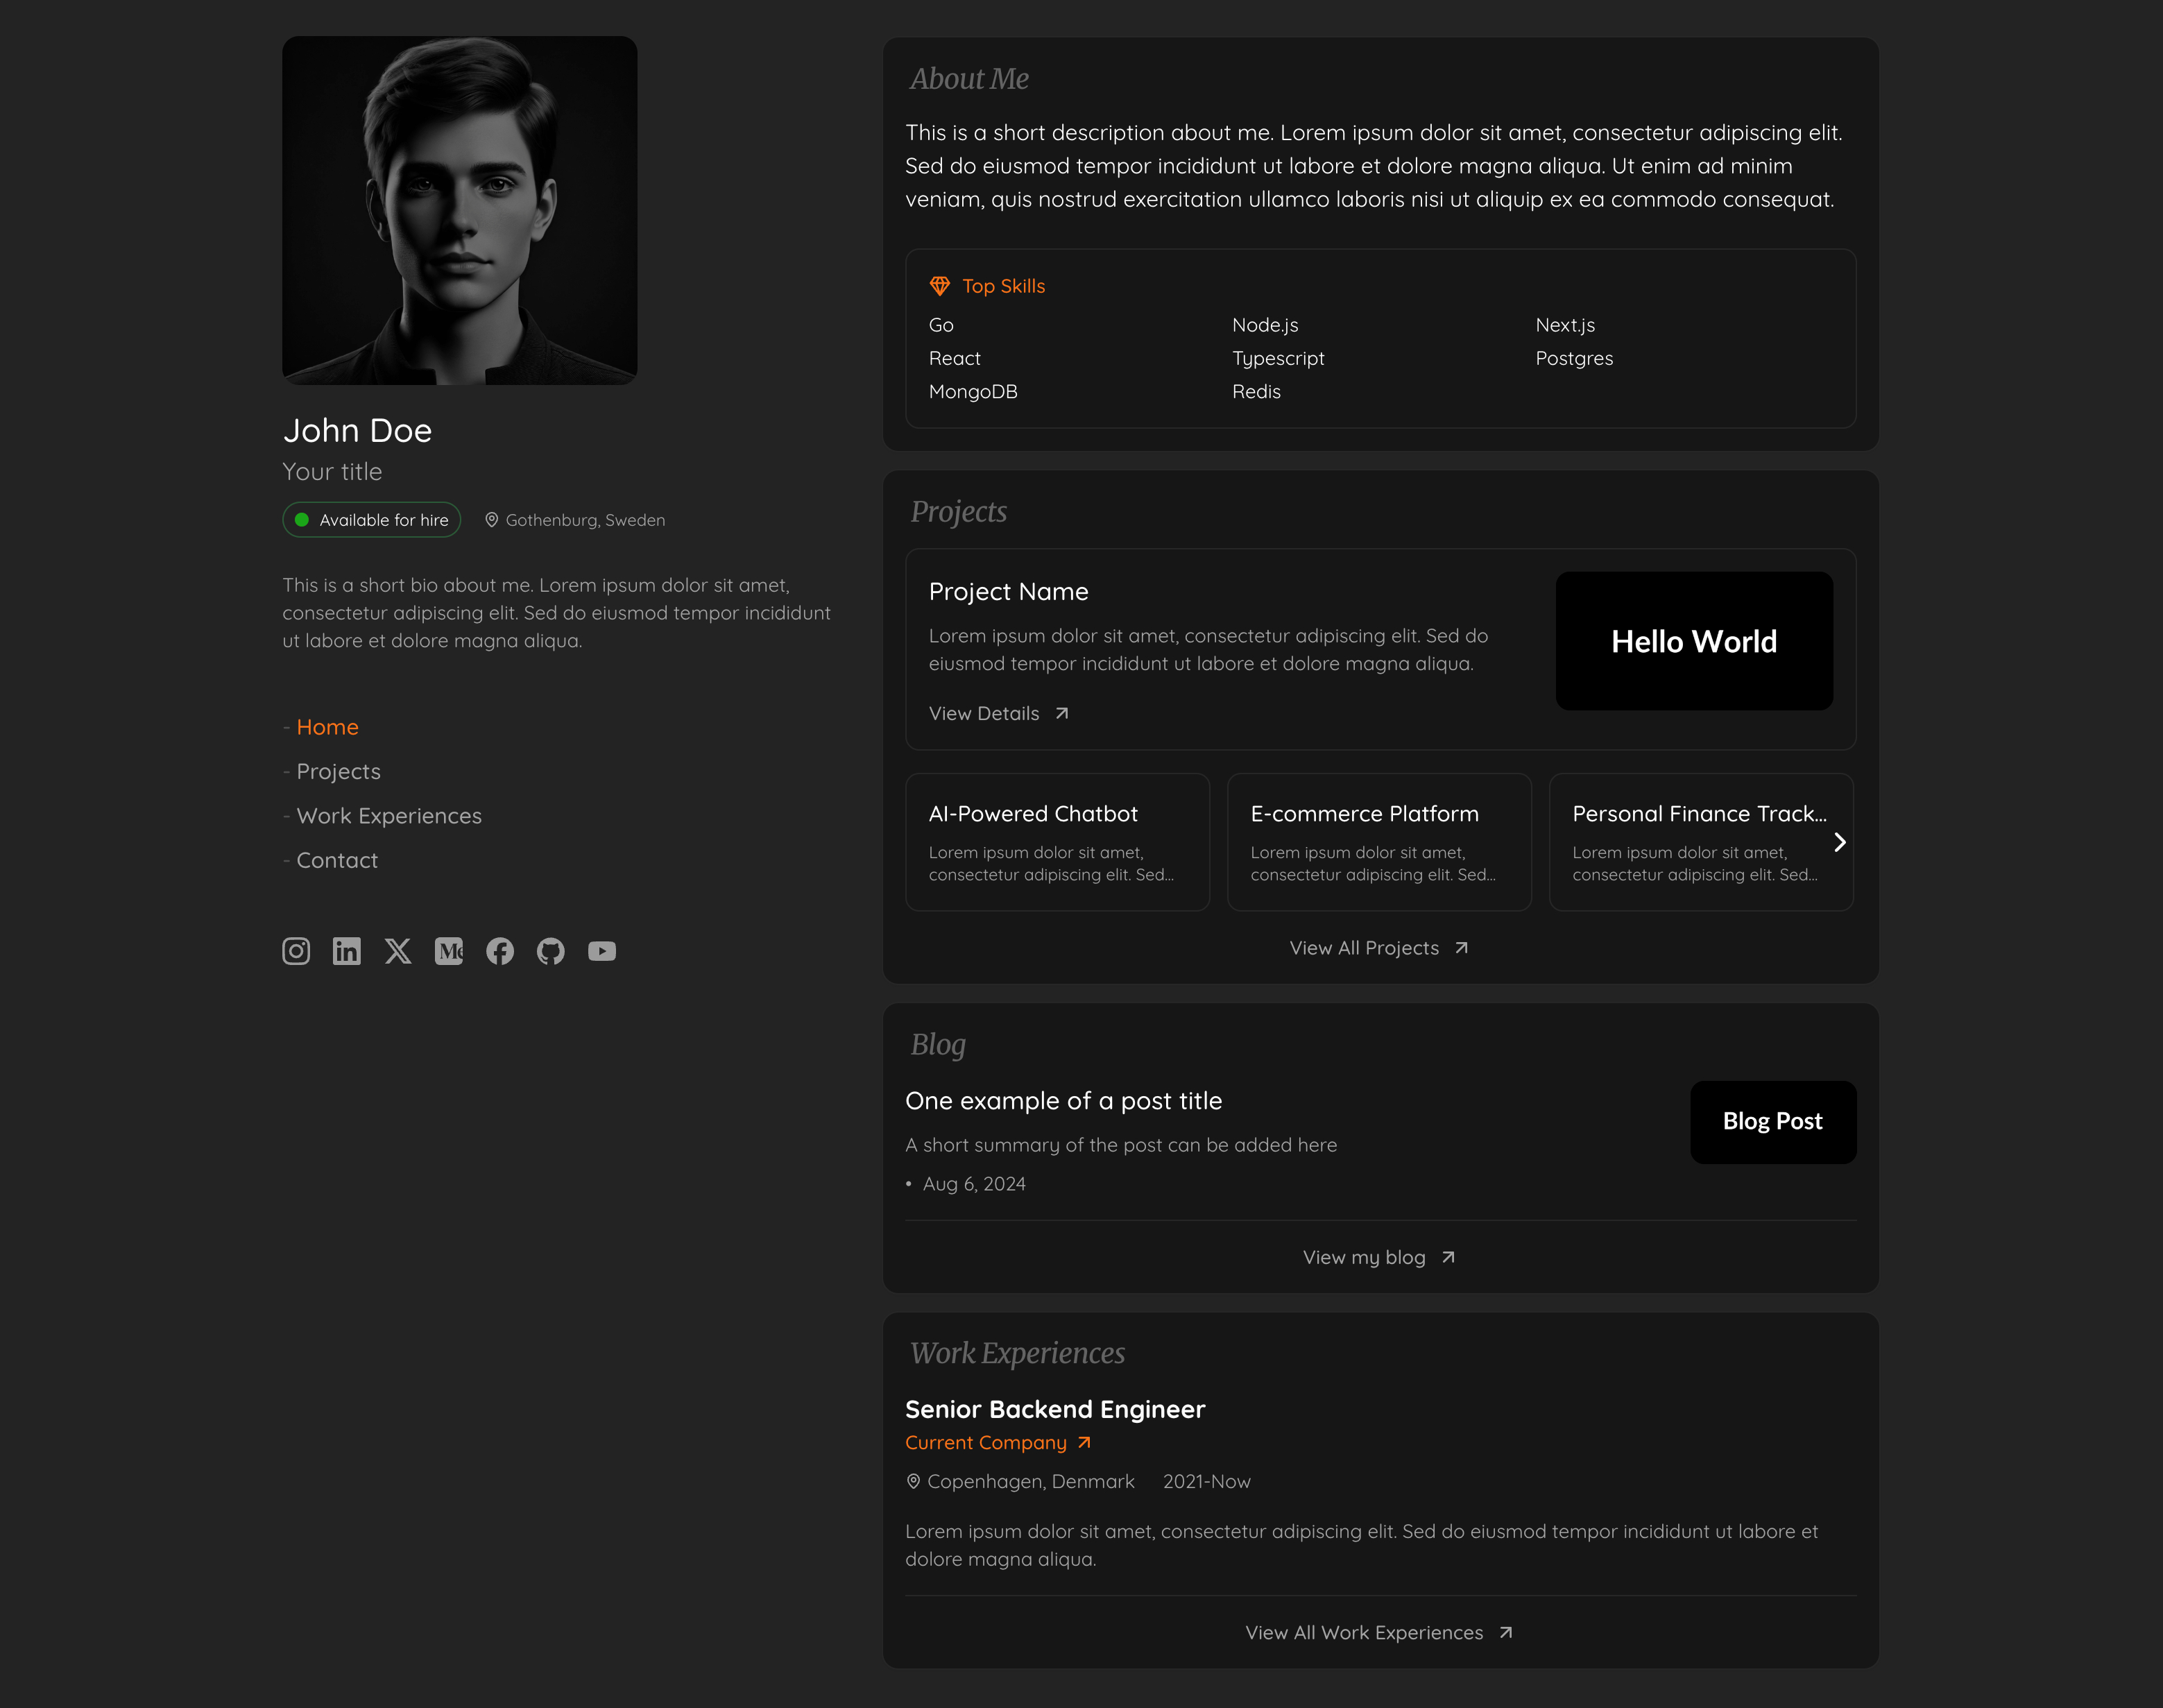 John Doe
Your title
Available for hire
Gothenburg, Sweden
This is a short bio about me. Lorem ipsum dolor sit amet,
consectetur adipiscing elit. Sed do eiusmod tempor incididunt
ut labore et dolore magna aliqua.
- Home
- Projects
- Work Experiences
- Contact
About Me
This is a short description about me. Lorem ipsum dolor sit amet, consectetur adipiscing elit.
Sed do eiusmod tempor incididunt ut labore et dolore magna aliqua. Ut enim ad minim
veniam, quis nostrud exercitation ullamco laboris nisi ut aliquip ex ea commodo consequat.
Top Skills
Go
Node.js
Next.js
React
Typescript
Postgres
MongoDB
Redis
Projects
Project Name
Lorem ipsum dolor sit amet, consectetur adipiscing elit. Sed do
eiusmod tempor incididunt ut labore et dolore magna aliqua.
View Details
Hello World
AI-Powered Chatbot
Lorem ipsum dolor sit amet,
consectetur adipiscing elit. Sed...
E-commerce Platform
Lorem ipsum dolor sit amet,
consectetur adipiscing elit. Sed...
Personal Finance Track...
Lorem ipsum dolor sit amet,
consectetur adipiscing elit. Sed...
View All Projects
Blog
One example of a post title
A short summary of the post can be added here
• Aug 6, 2024
Blog Post
View my blog
Work Experiences
Senior Backend Engineer
Current Company
Copenhagen, Denmark 2021-Now
Lorem ipsum dolor sit amet, consectetur adipiscing elit. Sed do eiusmod tempor incididunt ut labore et
dolore magna aliqua.
View All Work Experiences